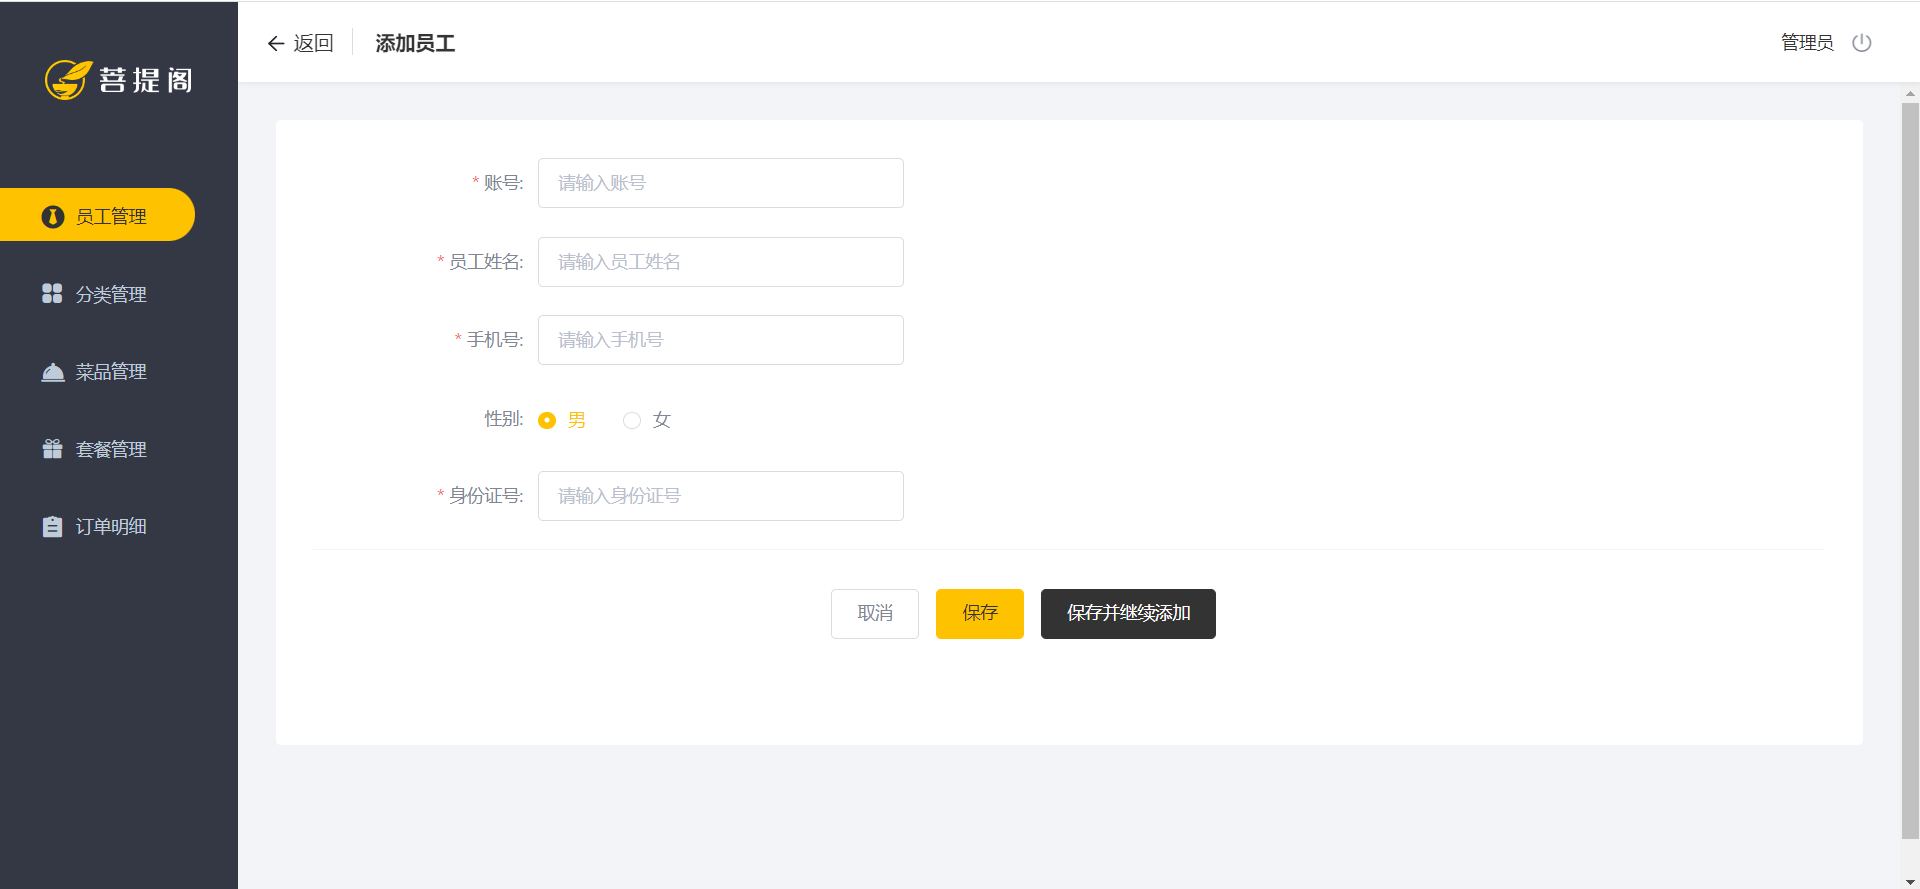 菩提阁
员工管理
分类管理
菜品管理
套餐管理
订单明细
返回
添加员工
管理员
* 账号: 请输入账号
* 员工姓名: 请输入员工姓名
* 手机号: 请输入手机号
性别: 男 女
* 身份证号: 请输入身份证号
取消 保存 保存并继续添加